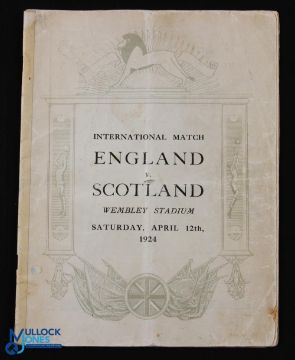 INTERNATIONAL MATCH
ENGLAND
v.
SCOTLAND
WEMBLEY STADIUM
SATURDAY, APRIL 12th,
1924
MULLOCK
JONES